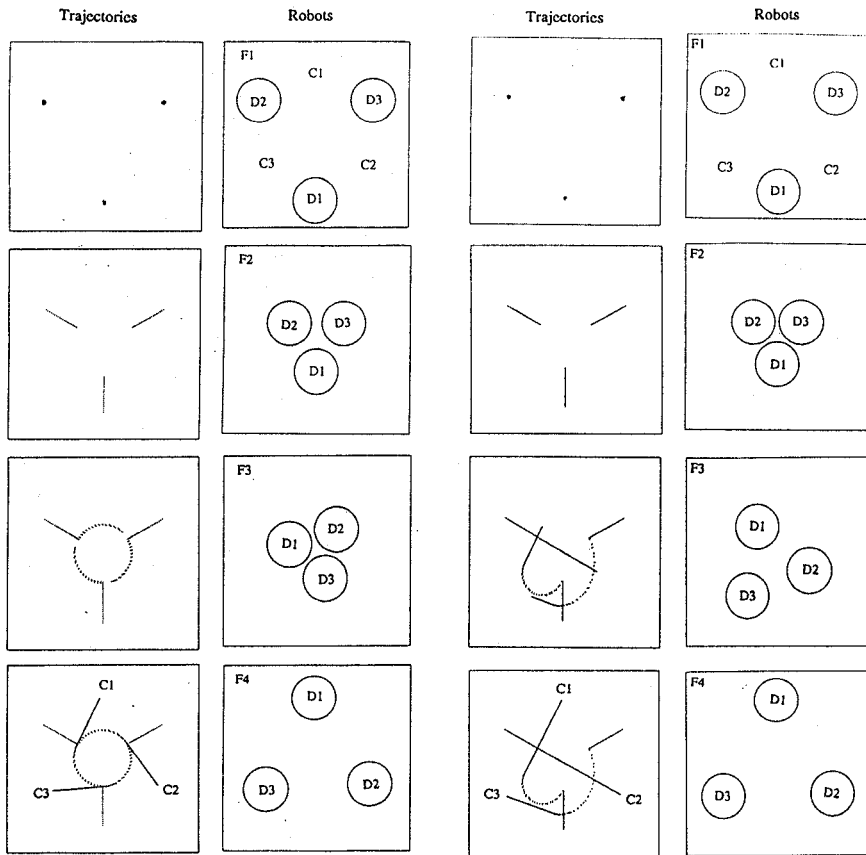 Trajectories Robots Trajectories Robots
F1
C1
D2 D3
C3 C2
D1
F1
C1
D2 D3
C3 C2
D1
F2
D2 D3
D1
F2
D2 D3
D1
F3
D2
D1
D3
F3
D1
D2
D3
C1
C3
C2
F4
D1
D3 D2
C1
C3
C2
F4
D1
D3 D2